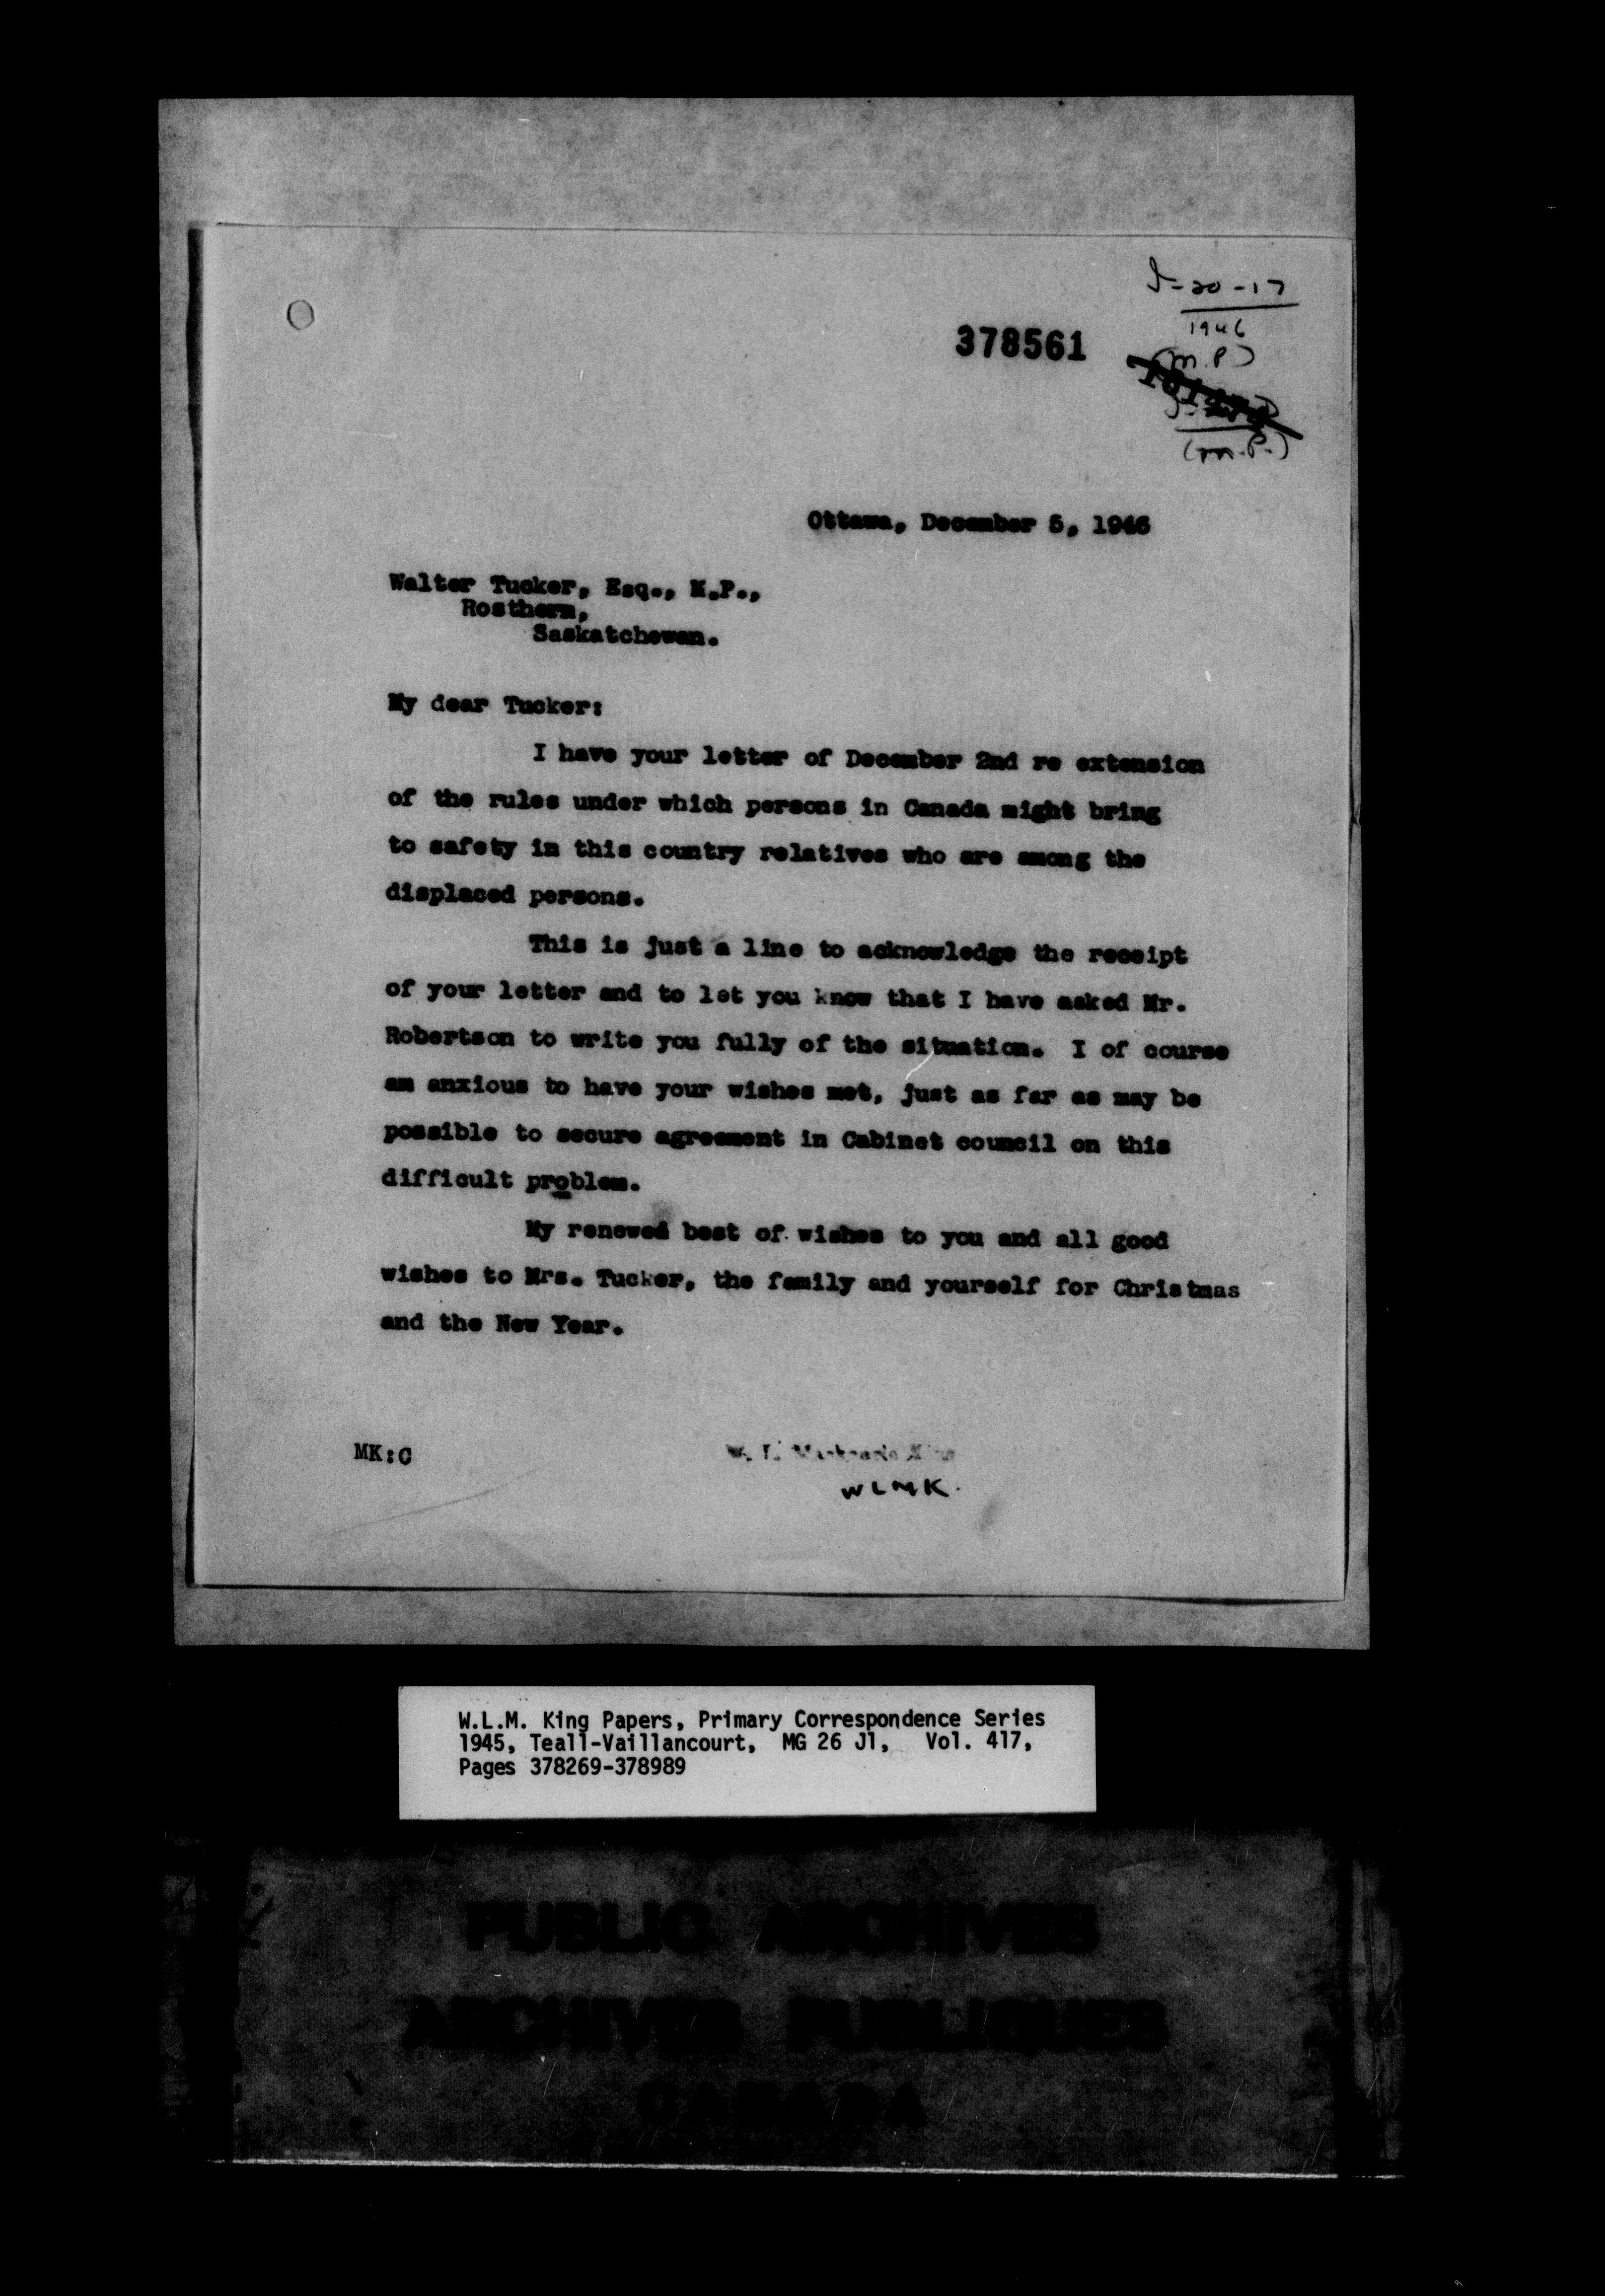 J-20-17
1946
(M.P)
378561
(M.P.)
Ottawa, December 5, 1946
Walter Tucker, Esq., M.P.,
Rosthern,
Saskatchewan.
My dear Tucker:
I have your letter of December 2nd re extension
of the rules under which persons in Canada might bring
to safety in this country relatives who are among the
displaced persons.
This is just a line to acknowledge the receipt
of your letter and to let you know that I have asked Mr.
Robertson to write you fully of the situation. I of course
am anxious to have your wishes met, just as far as may be
possible to secure agreement in Cabinet council on this
difficult problem.
My renewed best of wishes to you and all good
wishes to Mrs. Tucker, the family and yourself for Christmas
and the New Year.
MK:C
W. L. Mackenzie King
WLMK.
W.L.M. King Papers, Primary Correspondence Series
1945, Teall-Vaillancourt, MG 26 J1, Vol. 417,
Pages 378269-378989
PUBLIC ARCHIVES
ARCHIVES PUBLIQUES
CANADA